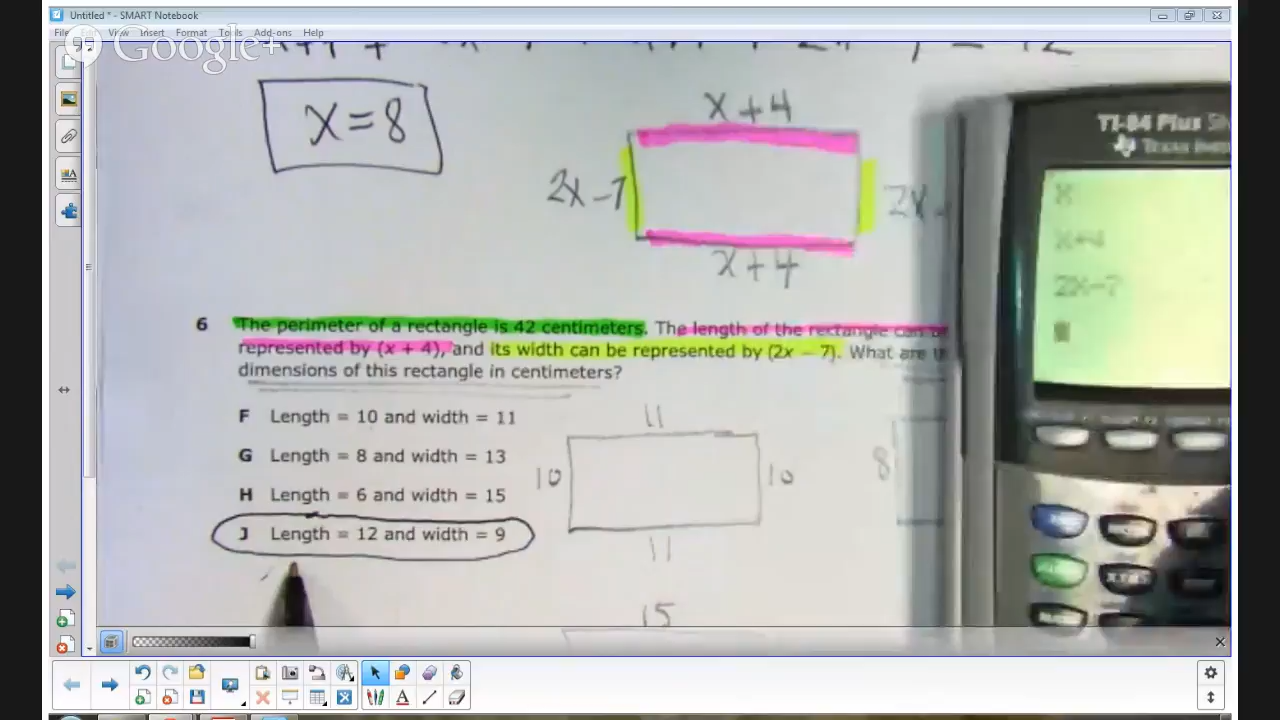 Untitled * - SMART Notebook
File Edit View Insert Format Tools Add-ons Help
Google+
x = 8
x + 4
2x - 7
2x -
x + 4
TI-84 Plus
TEXAS
X
X+4
2X-7
6 The perimeter of a rectangle is 42 centimeters. The length of the rectangle can be
represented by (x + 4), and its width can be represented by (2x - 7). What are
dimensions of this rectangle in centimeters?
F Length = 10 and width = 11
G Length = 8 and width = 13
H Length = 6 and width = 15
J Length = 12 and width = 9
11
10
10
11
8
15